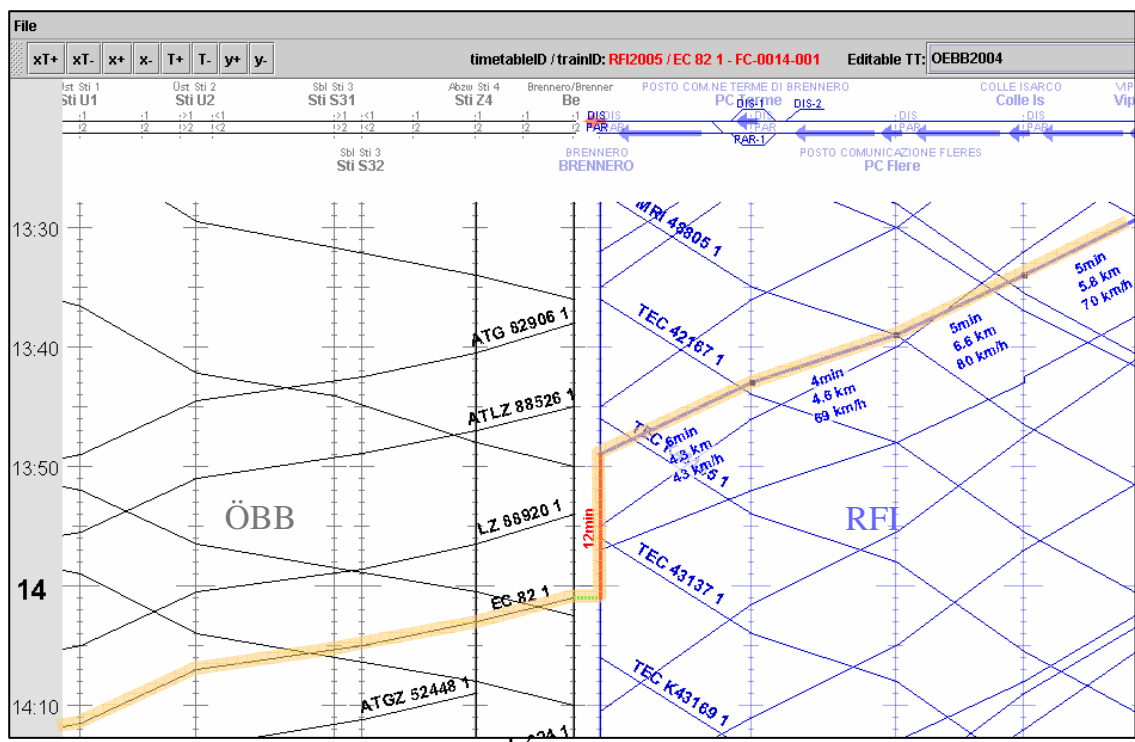 File
xT+ xT- x+ x- T+ T- y+ y-
timetableID / trainID: RFI2005 / EC 82 1 - FC-0014-001 Editable TT: OEBB2004
Üst Sti 1 Üst Sti 2 Sbl Sti 3 Abzw Sti 4 Brennero/Brenner POSTO COM.NE TERME DI BRENNERO COLLE ISARCO
Sti U1 Sti U2 Sti S31 Sti Z4 Be PC Terme Colle Is Vip
DIS DIS-1 DIS-2
PAR PAR-1
Sbl Sti 3 BRENNERO POSTO COMUNICAZIONE FLERES
Sti S32 BRENNERO PC Flere
13:30
MRI 48805 1
5min
5.8 km
70 km/h
ATG 82906 1
TEC 42167 1
13:40
5min
6.6 km
80 km/h
4min
4.6 km
69 km/h
ATLZ 88526 1
6min
4.3 km
43 km/h
13:50
ÖBB
RFI
LZ 88920 1
12min
TEC 43137 1
14
EC 82 1
ATGZ 52448 1
TEC K43169 1
14:10